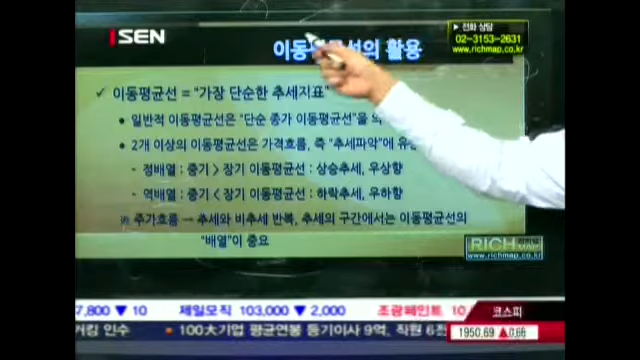 SEN
이동평균선의 활용
▶ 전화 상담
02-3153-2631
www.richmap.co.kr
✓ 이동평균선 = "가장 단순한 추세지표"
• 일반적 이동평균선은 "단순 종가 이동평균선"을
• 2개 이상의 이동평균선은 가격흐름, 즉 "추세파악"에
- 정배열 : 중기 > 장기 이동평균선 : 상승추세, 우상향
- 역배열 : 중기 < 장기 이동평균선 : 하락추세, 우하향
주가흐름 → 추세와 비추세 반복, 추세의 구간에서는 이동평균선의
"배열"이 중요
RICH MAP
www.richmap.co.kr
7,800 ▼ 10 제일모직 103,000 ▼ 2,000 조광페인트 10
코스피
커킹 인수 • 100大기업 평균연봉 등기이사 9억, 직원
1950.69 ▲ 0.66